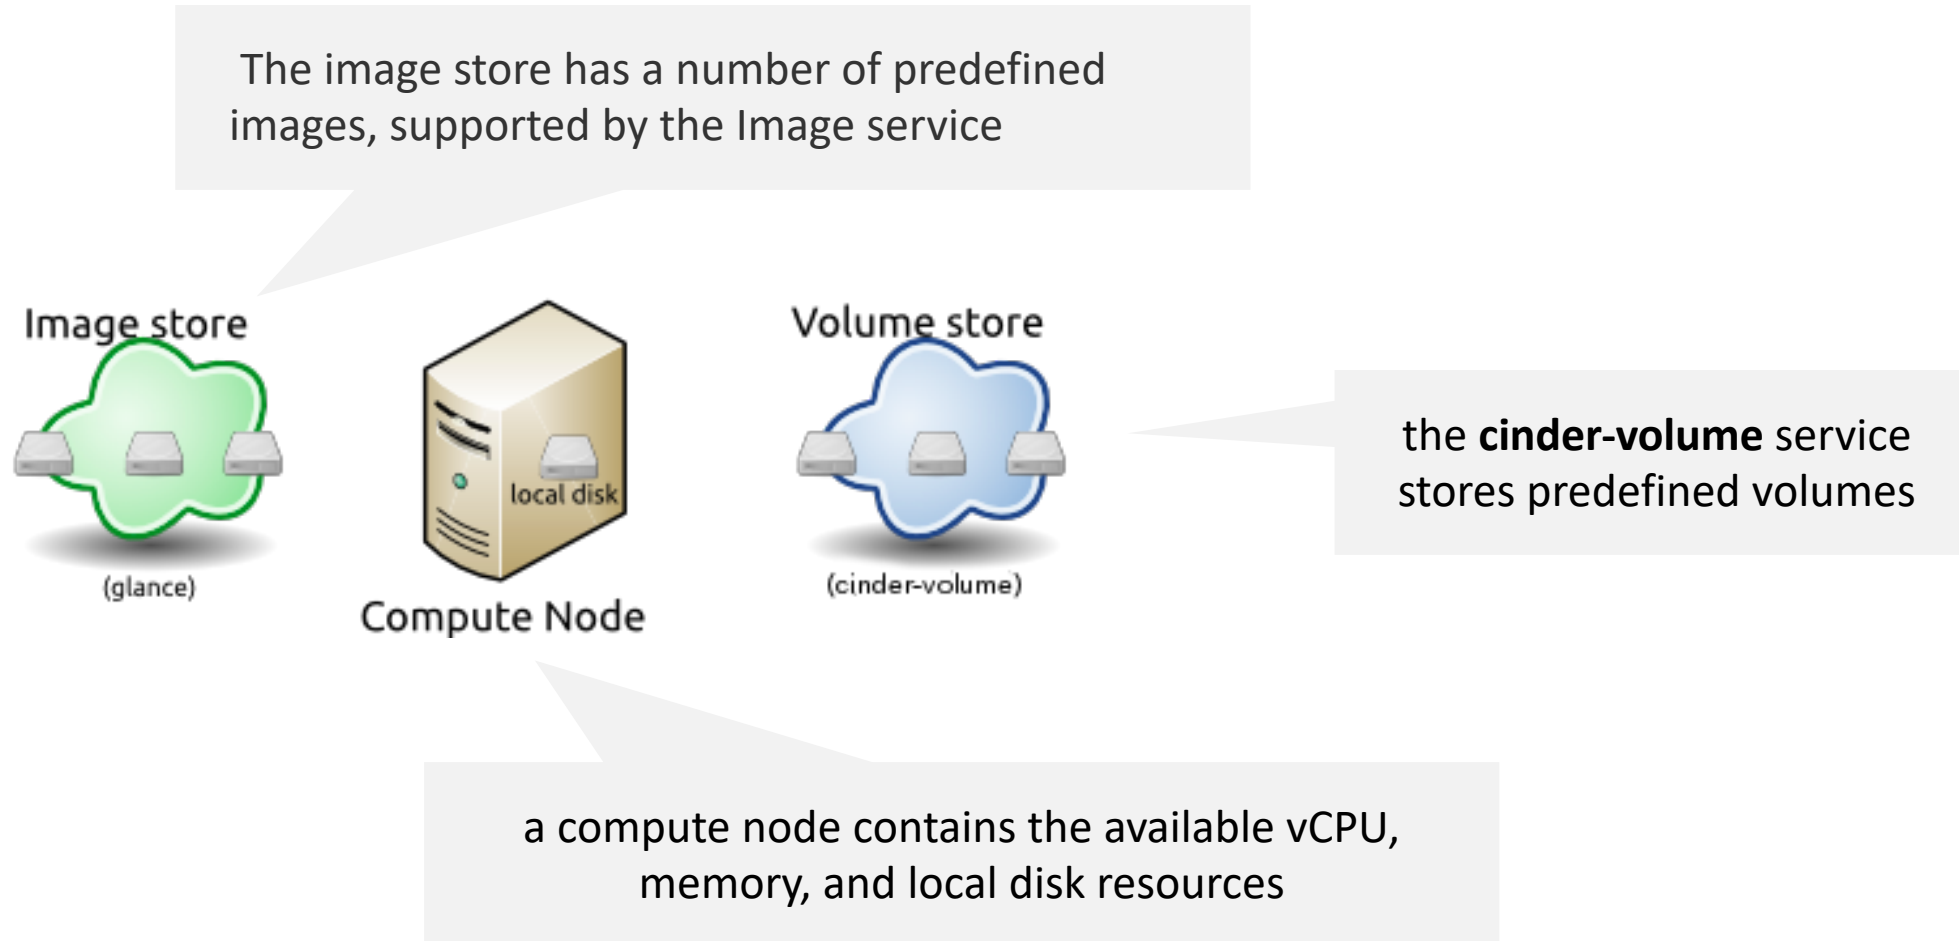 The image store has a number of predefined
images, supported by the Image service
Image store
Volume store
the cinder-volume service
stores predefined volumes
local disk
(glance)
(cinder-volume)
Compute Node
a compute node contains the available vCPU,
memory, and local disk resources